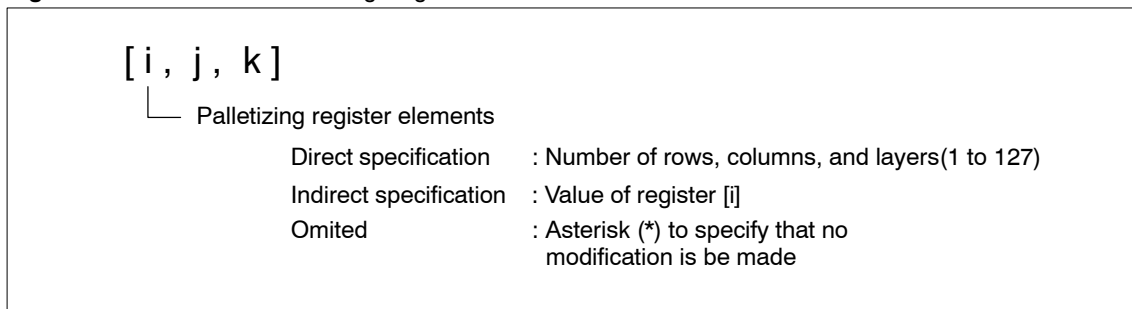 [ i , j , k ]
Palletizing register elements
Direct specification : Number of rows, columns, and layers(1 to 127)
Indirect specification : Value of register [i]
Omited : Asterisk (*) to specify that no
modification is be made